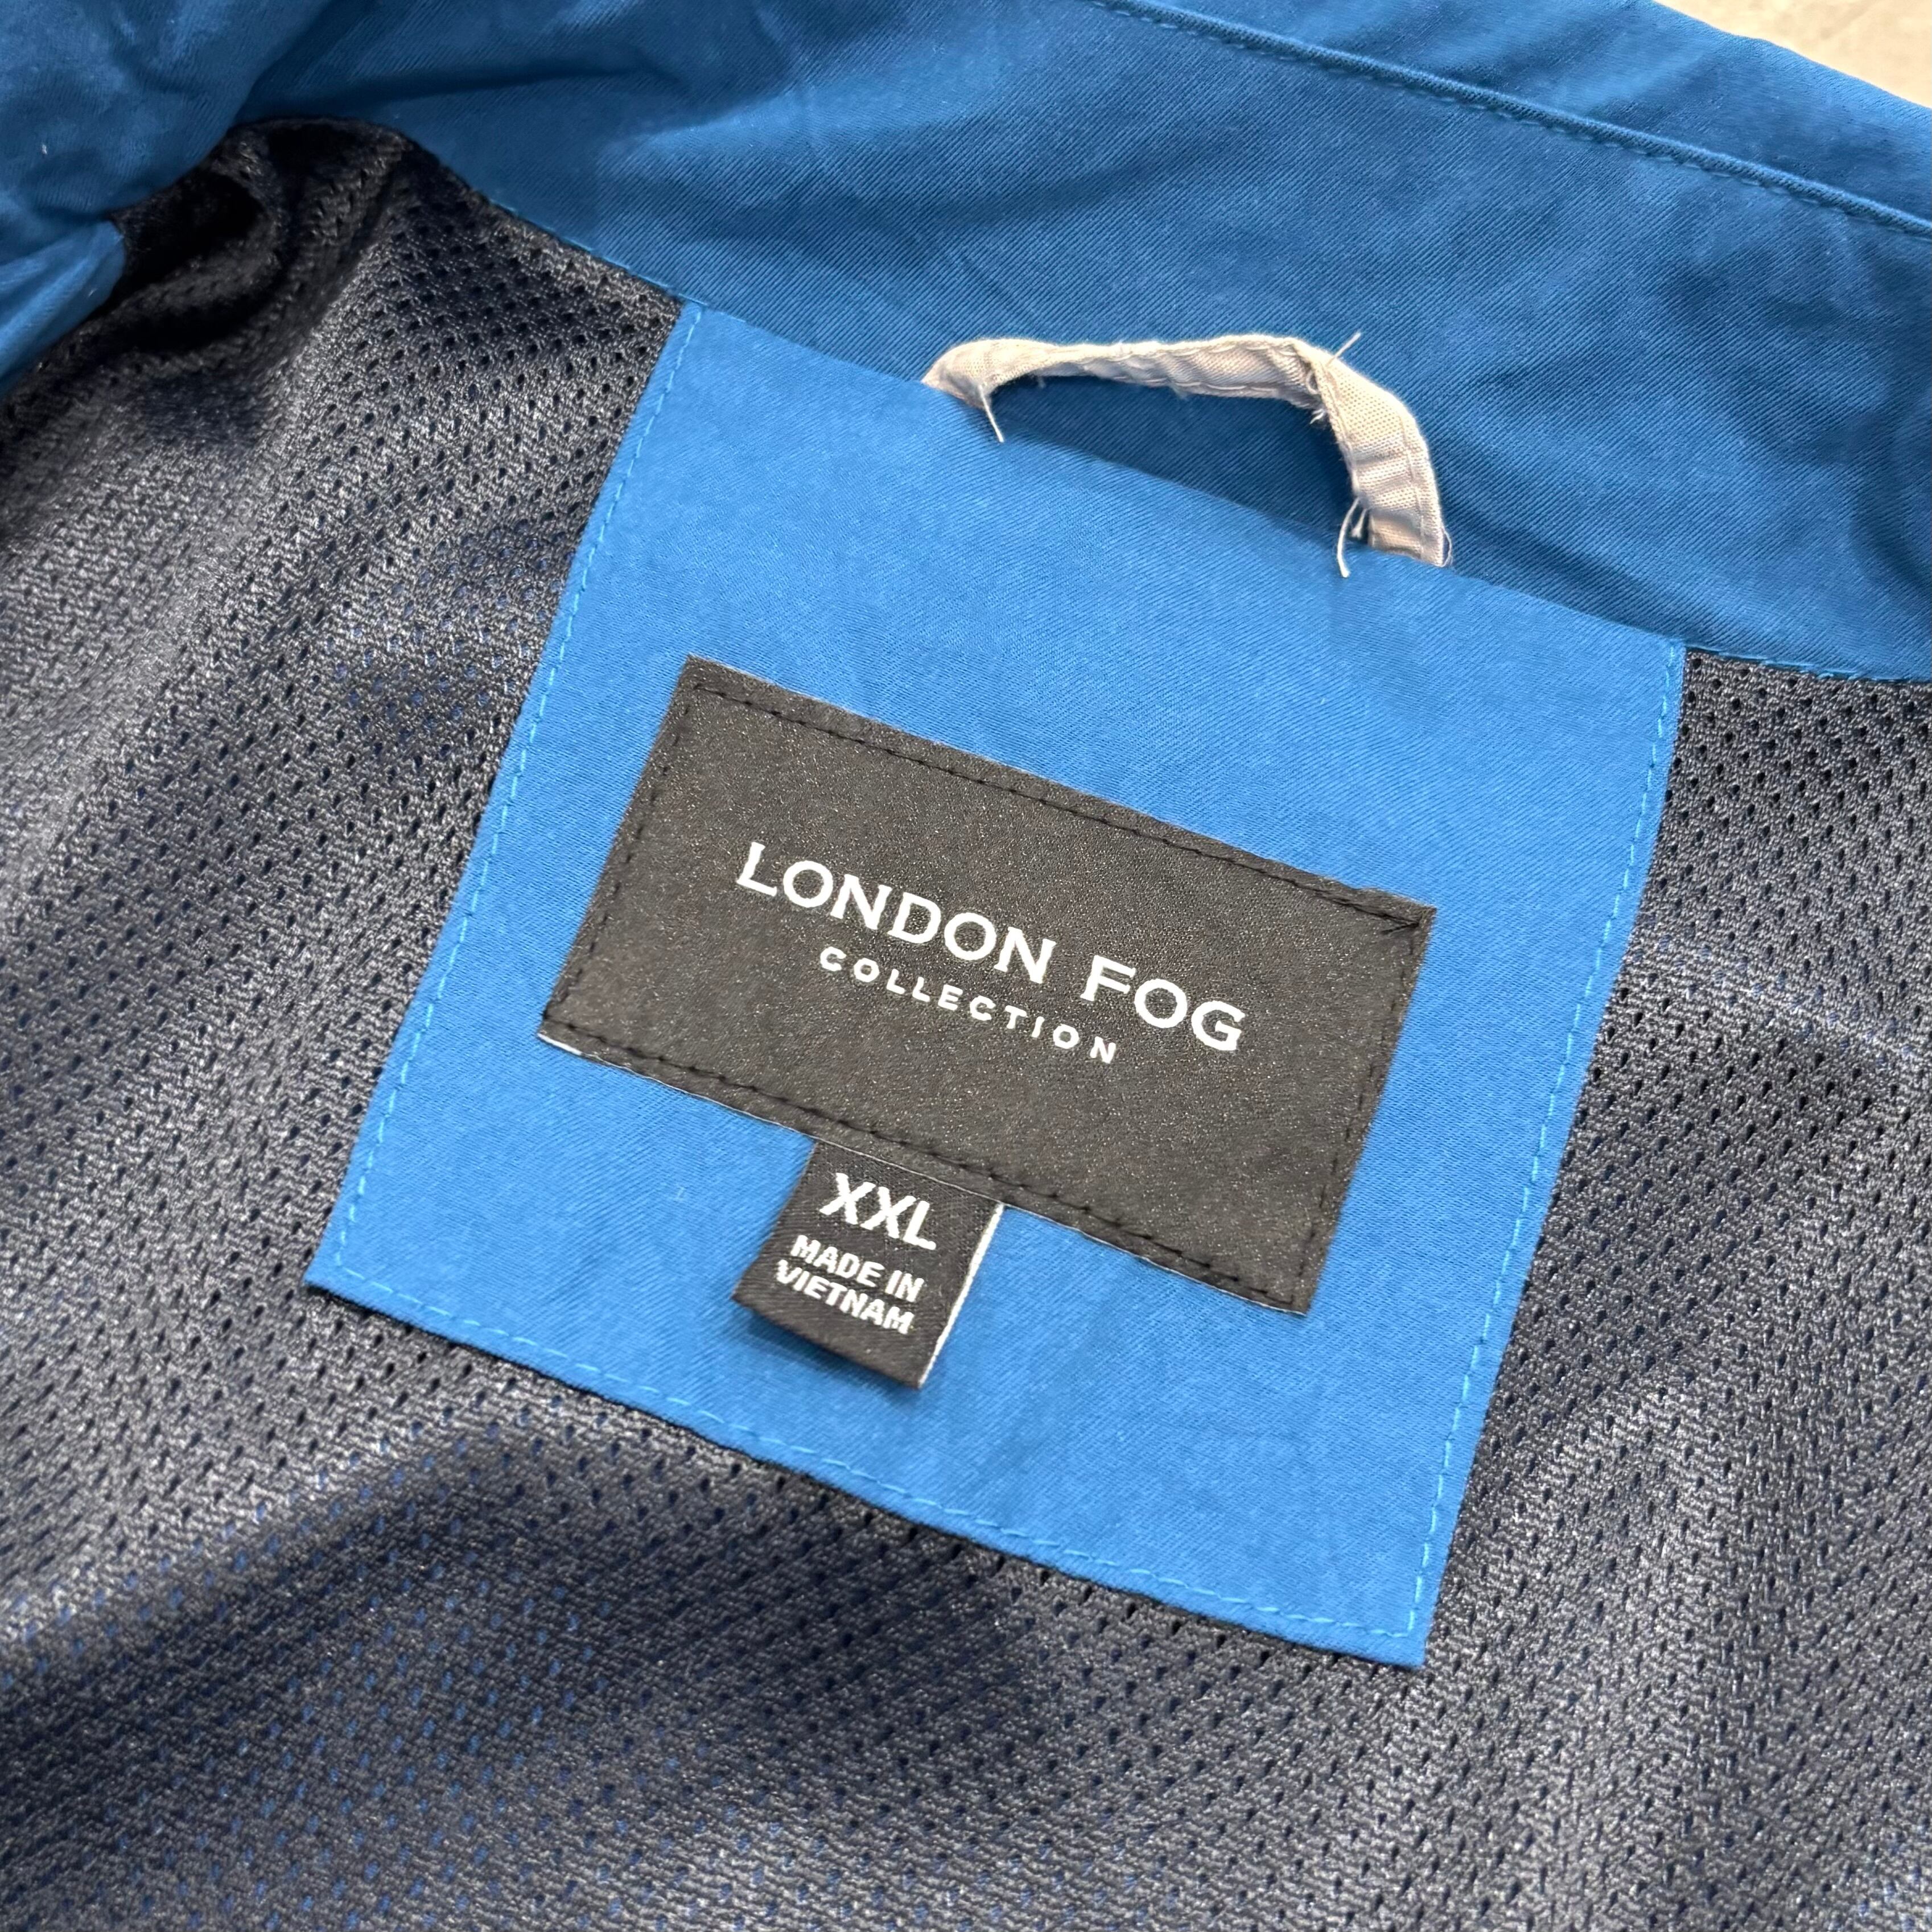 LONDON FOG
COLLECTION
XXL
MADE IN
VIETNAM